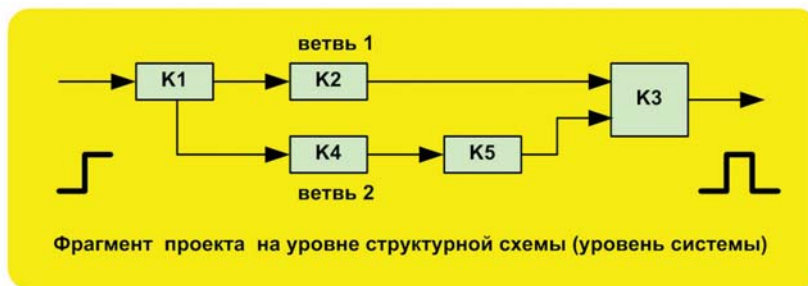 ветвь 1
K1
K2
K3
K4
K5
ветвь 2
Фрагмент проекта на уровне структурной схемы (уровень системы)